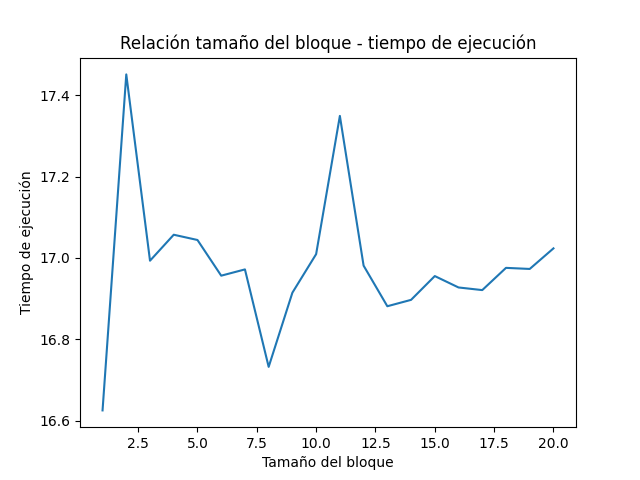 Relación tamaño del bloque - tiempo de ejecución
Tiempo de ejecución
17.4
17.2
17.0
16.8
16.6
2.5 5.0 7.5 10.0 12.5 15.0 17.5 20.0
Tamaño del bloque